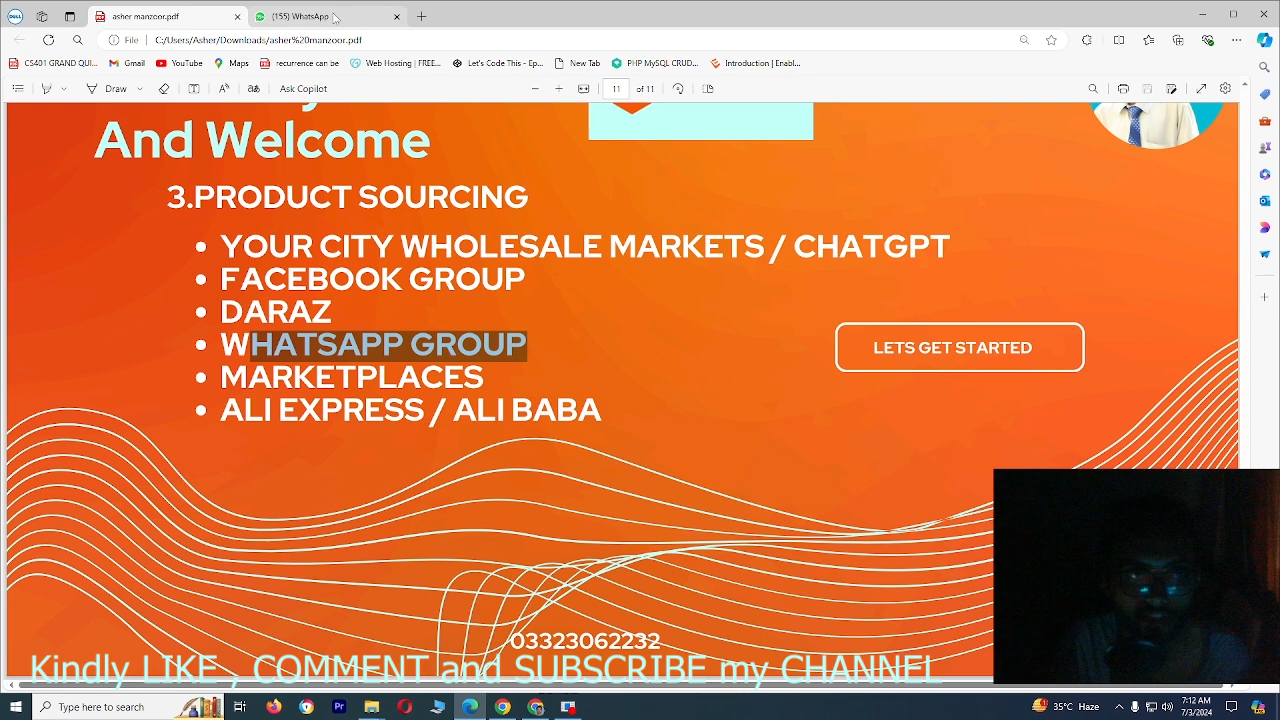 asher manzoor.pdf
(155) WhatsApp
File
C:/Users/Asher/Downloads/asher%20manzoor.pdf
CS401 GRAND QUI...
Gmail
YouTube
Maps
recurrence can be
Web Hosting | FREE...
Let's Code This - Ep...
New Tab
PHP MySQL CRUD...
Introduction | Enabl...
Draw
Ask Copilot
11 of 11
And Welcome
3.PRODUCT SOURCING
YOUR CITY WHOLESALE MARKETS / CHATGPT
FACEBOOK GROUP
DARAZ
WHATSAPP GROUP
MARKETPLACES
ALI EXPRESS / ALI BABA
LETS GET STARTED
03323062232
Kindly LIKE , COMMENT and SUBSCRIBE my CHANNEL
Type here to search
35°C Haze
7:12 AM
7/3/2024